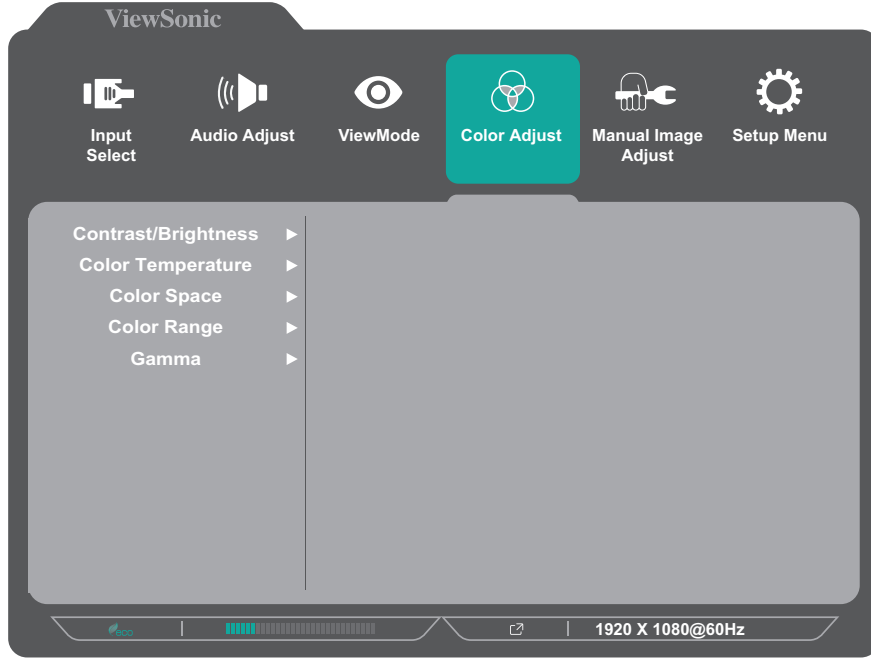 ViewSonic
Input
Select
Audio Adjust
ViewMode
Color Adjust
Manual Image
Adjust
Setup Menu
Contrast/Brightness
Color Temperature
Color Space
Color Range
Gamma
1920 X 1080@60Hz